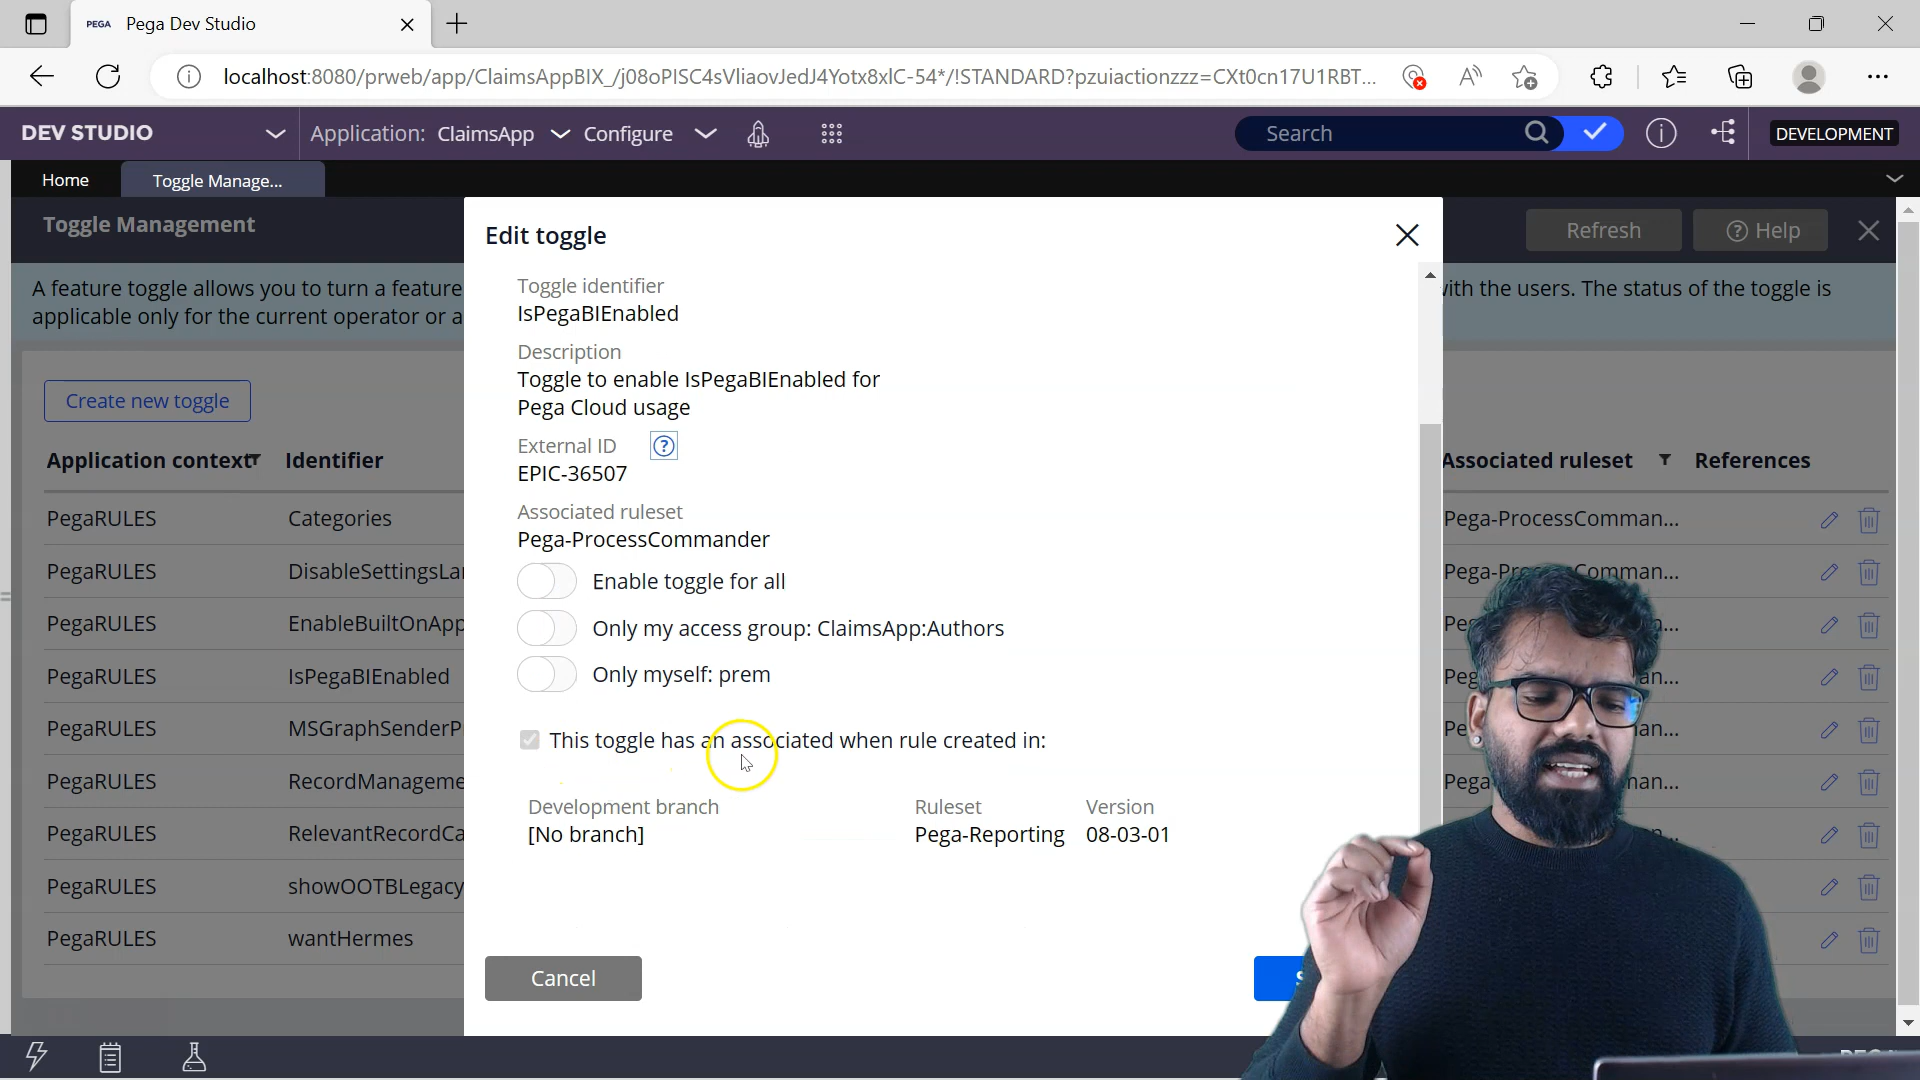 PEGA Pega Dev Studio
localhost:8080/prweb/app/ClaimsAppBIX_/j08oPISC4sVliaovJedJ4Yotx8xlC-54*/!STANDARD?pzuiactionzzz=CXt0cn17U1RBT...
DEV STUDIO Application: ClaimsApp Configure Search DEVELOPMENT
Home Toggle Manage...
Toggle Management Refresh Help
A feature toggle allows you to turn a feature with the users. The status of the toggle is
applicable only for the current operator or a
Create new toggle
Application context Identifier Associated ruleset References
PegaRULES Categories Pega-ProcessComman...
PegaRULES DisableSettingsLa
PegaRULES EnableBuiltOnApp
PegaRULES IsPegaBIEnabled
PegaRULES MSGraphSenderP
PegaRULES RecordManageme
PegaRULES RelevantRecordCa
PegaRULES showOOTBLegacy
PegaRULES wantHermes
Edit toggle
Toggle identifier
IsPegaBIEnabled
Description
Toggle to enable IsPegaBIEnabled for
Pega Cloud usage
External ID
EPIC-36507
Associated ruleset
Pega-ProcessCommander
Enable toggle for all
Only my access group: ClaimsApp:Authors
Only myself: prem
This toggle has an associated when rule created in:
Development branch Ruleset Version
[No branch] Pega-Reporting 08-03-01
Cancel